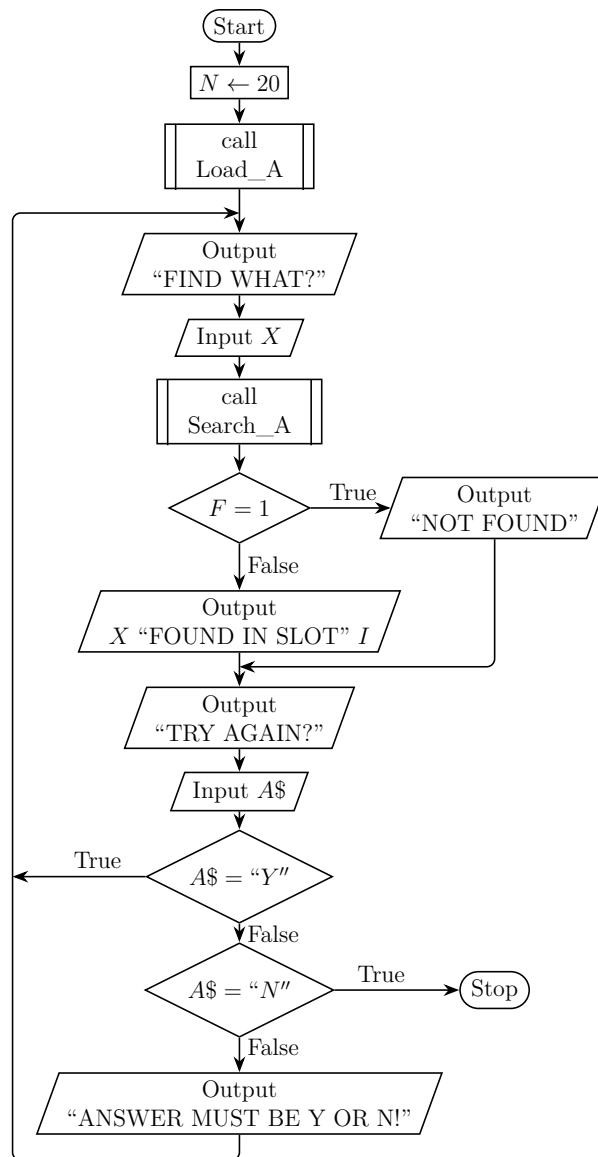 Start
N ← 20
call
Load_A
Output
“FIND WHAT?”
Input X
call
Search_A
F = 1
True
Output
“NOT FOUND”
False
Output
X “FOUND IN SLOT” I
Output
“TRY AGAIN?”
Input A$
True
A$ = “Y″
False
A$ = “N″
True
Stop
False
Output
“ANSWER MUST BE Y OR N!”